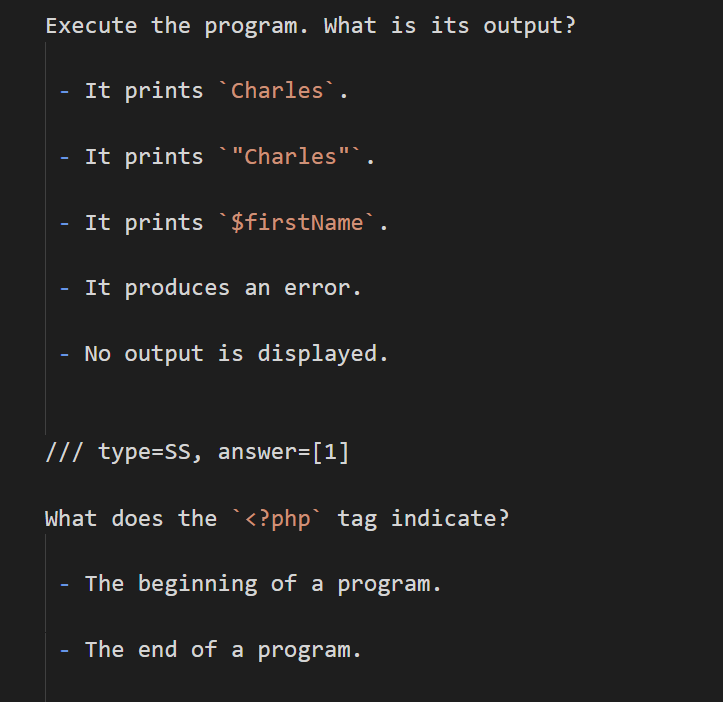 Execute the program. What is its output?
- It prints `Charles`.
- It prints `"Charles"`.
- It prints `$firstName`.
- It produces an error.
- No output is displayed.
/// type=SS, answer=[1]
What does the `<?php` tag indicate?
- The beginning of a program.
- The end of a program.